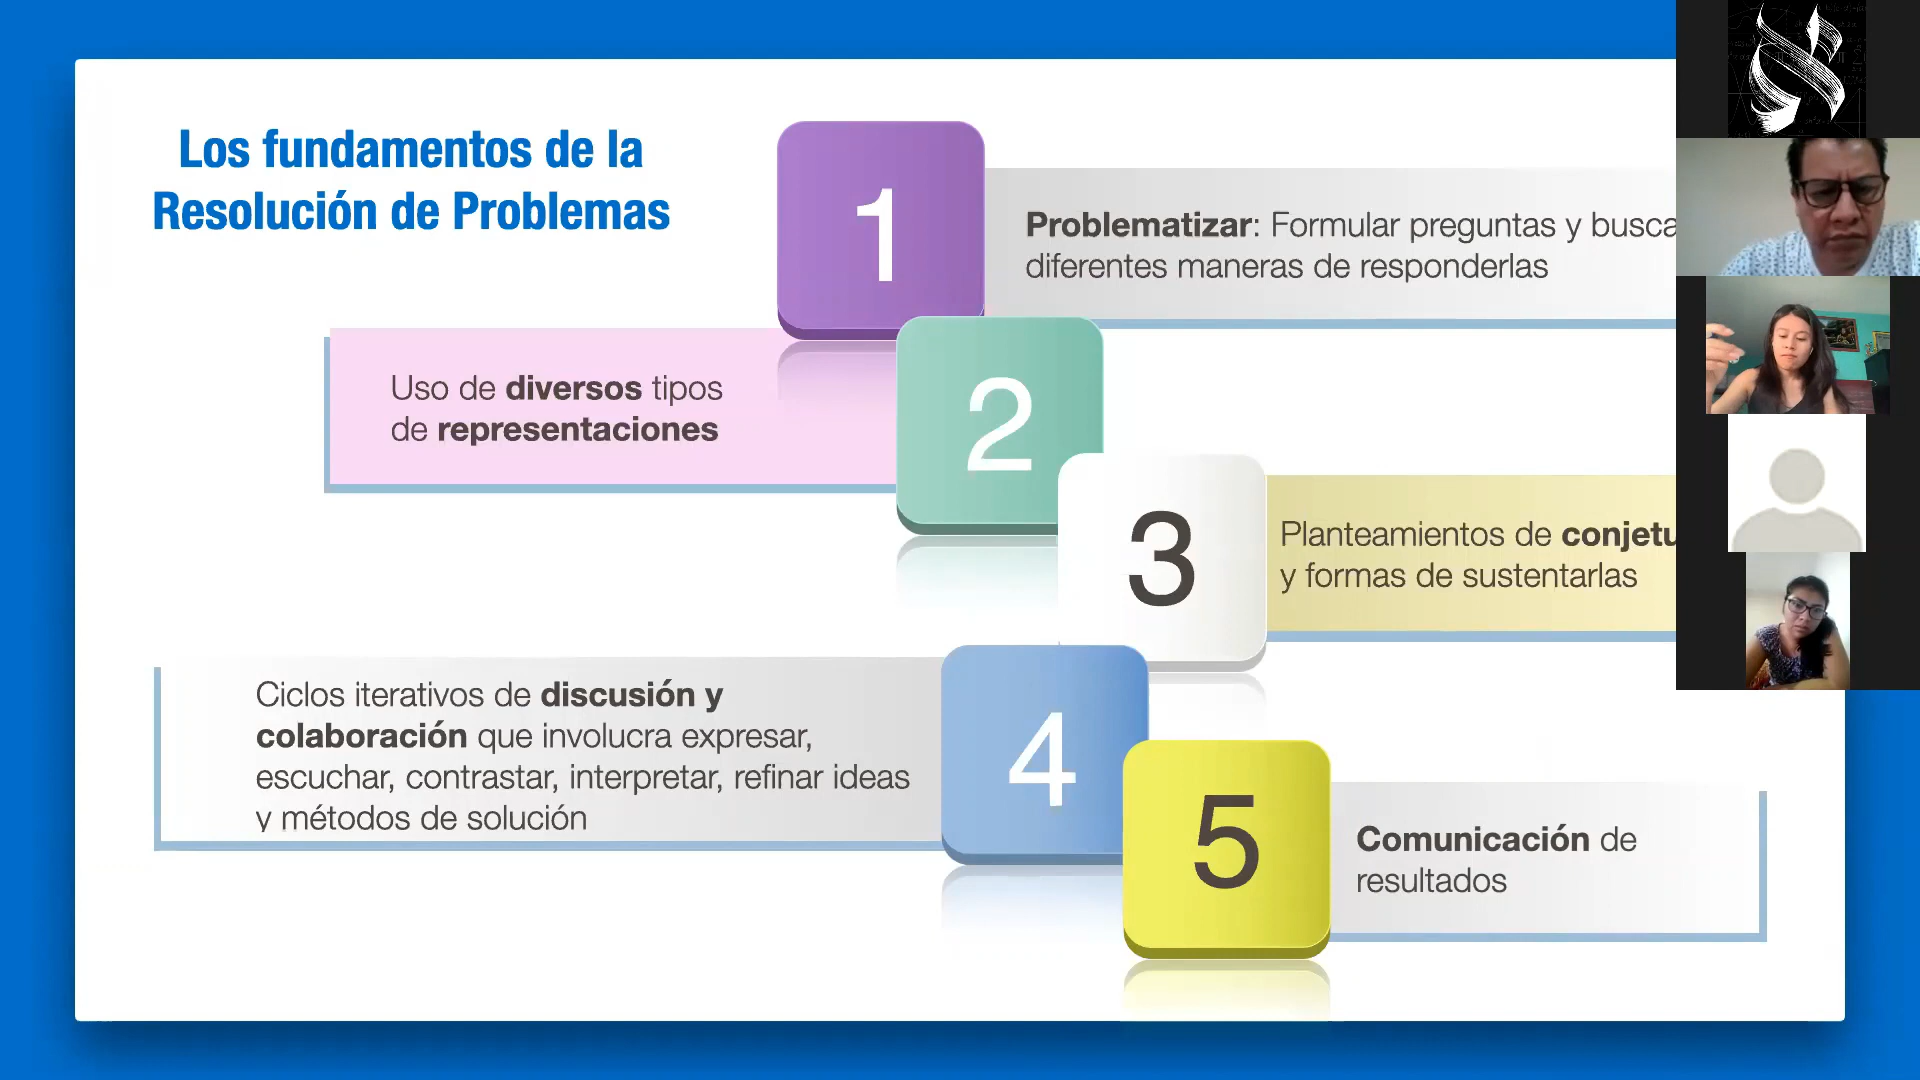 Los fundamentos de la
Resolución de Problemas
1
Problematizar: Formular preguntas y busca
diferentes maneras de responderlas
2
Uso de diversos tipos
de representaciones
3
Planteamientos de conjetu
y formas de sustentarlas
4
Ciclos iterativos de discusión y
colaboración que involucra expresar,
escuchar, contrastar, interpretar, refinar ideas
y métodos de solución
5
Comunicación de
resultados